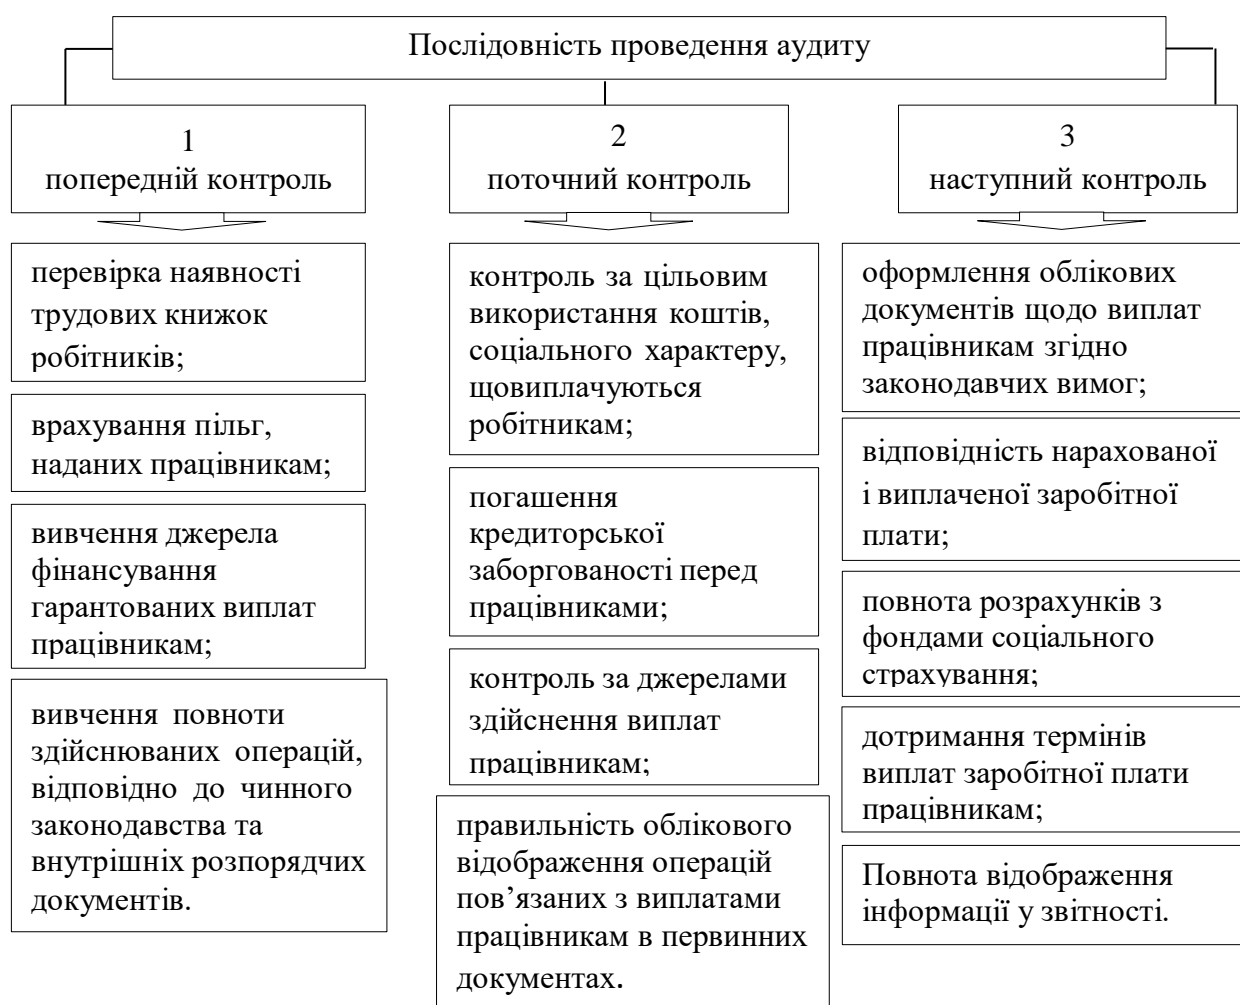 Послідовність проведення аудиту
1
попередній контроль
перевірка наявності
трудових книжок
робітників;
врахування пільг,
наданих працівникам;
вивчення джерела
фінансування
гарантованих виплат
працівникам;
вивчення повноти
здійснюваних операцій,
відповідно до чинного
законодавства та
внутрішніх розпорядчих
документів.
2
поточний контроль
контроль за цільовим
використання коштів,
соціального характеру,
щовиплачуються
робітникам;
погашення
кредиторської
заборгованості перед
працівниками;
контроль за джерелами
здійснення виплат
працівникам;
правильність облікового
відображення операцій
пов’язаних з виплатами
працівникам в первинних
документах.
3
наступний контроль
оформлення облікових
документів щодо виплат
працівникам згідно
законодавчих вимог;
відповідність нарахованої
і виплаченої заробітної
плати;
повнота розрахунків з
фондами соціального
страхування;
дотримання термінів
виплат заробітної плати
працівникам;
Повнота відображення
інформації у звітності.